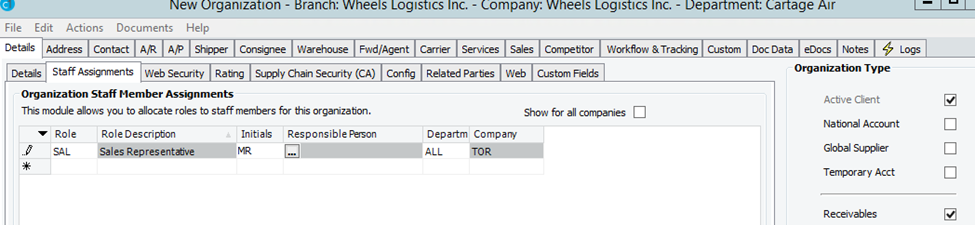 New Organization - Branch: Wheels Logistics Inc. - Company: Wheels Logistics Inc. - Department: Cartage Air
File Edit Actions Documents Help
Details Address Contact A/R A/P Shipper Consignee Warehouse Fwd/Agent Carrier Services Sales Competitor Workflow & Tracking Custom Doc Data eDocs Notes Logs
Details Staff Assignments Web Security Rating Supply Chain Security (CA) Config Related Parties Web Custom Fields
Organization Type
Organization Staff Member Assignments
This module allows you to allocate roles to staff members for this organization. Show for all companies
Active Client
Role Role Description Initials Responsible Person Departm Company
National Account
SAL Sales Representative MR ... ALL TOR
Global Supplier
Temporary Acct
Receivables